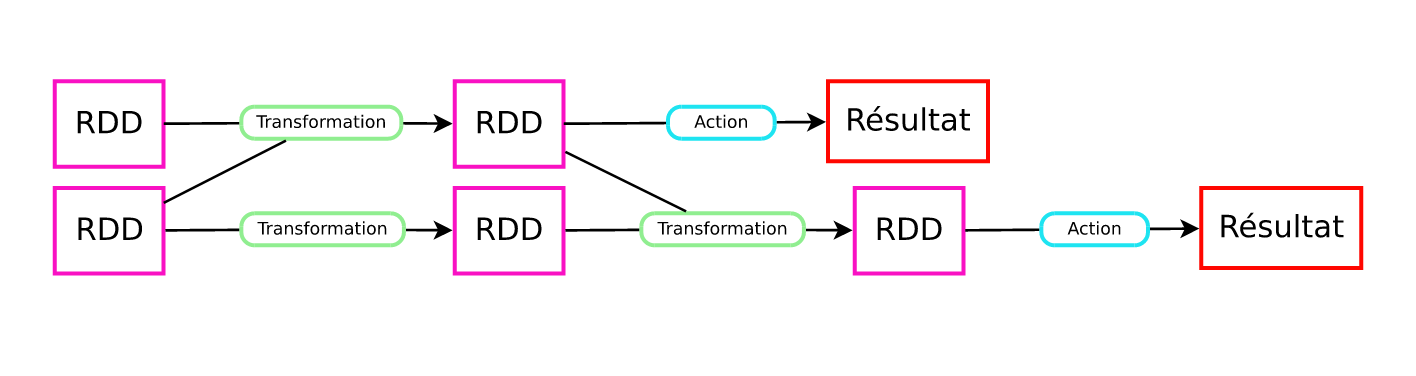 RDD
Transformation
RDD
Action
Résultat
RDD
Transformation
RDD
Transformation
RDD
Action
Résultat